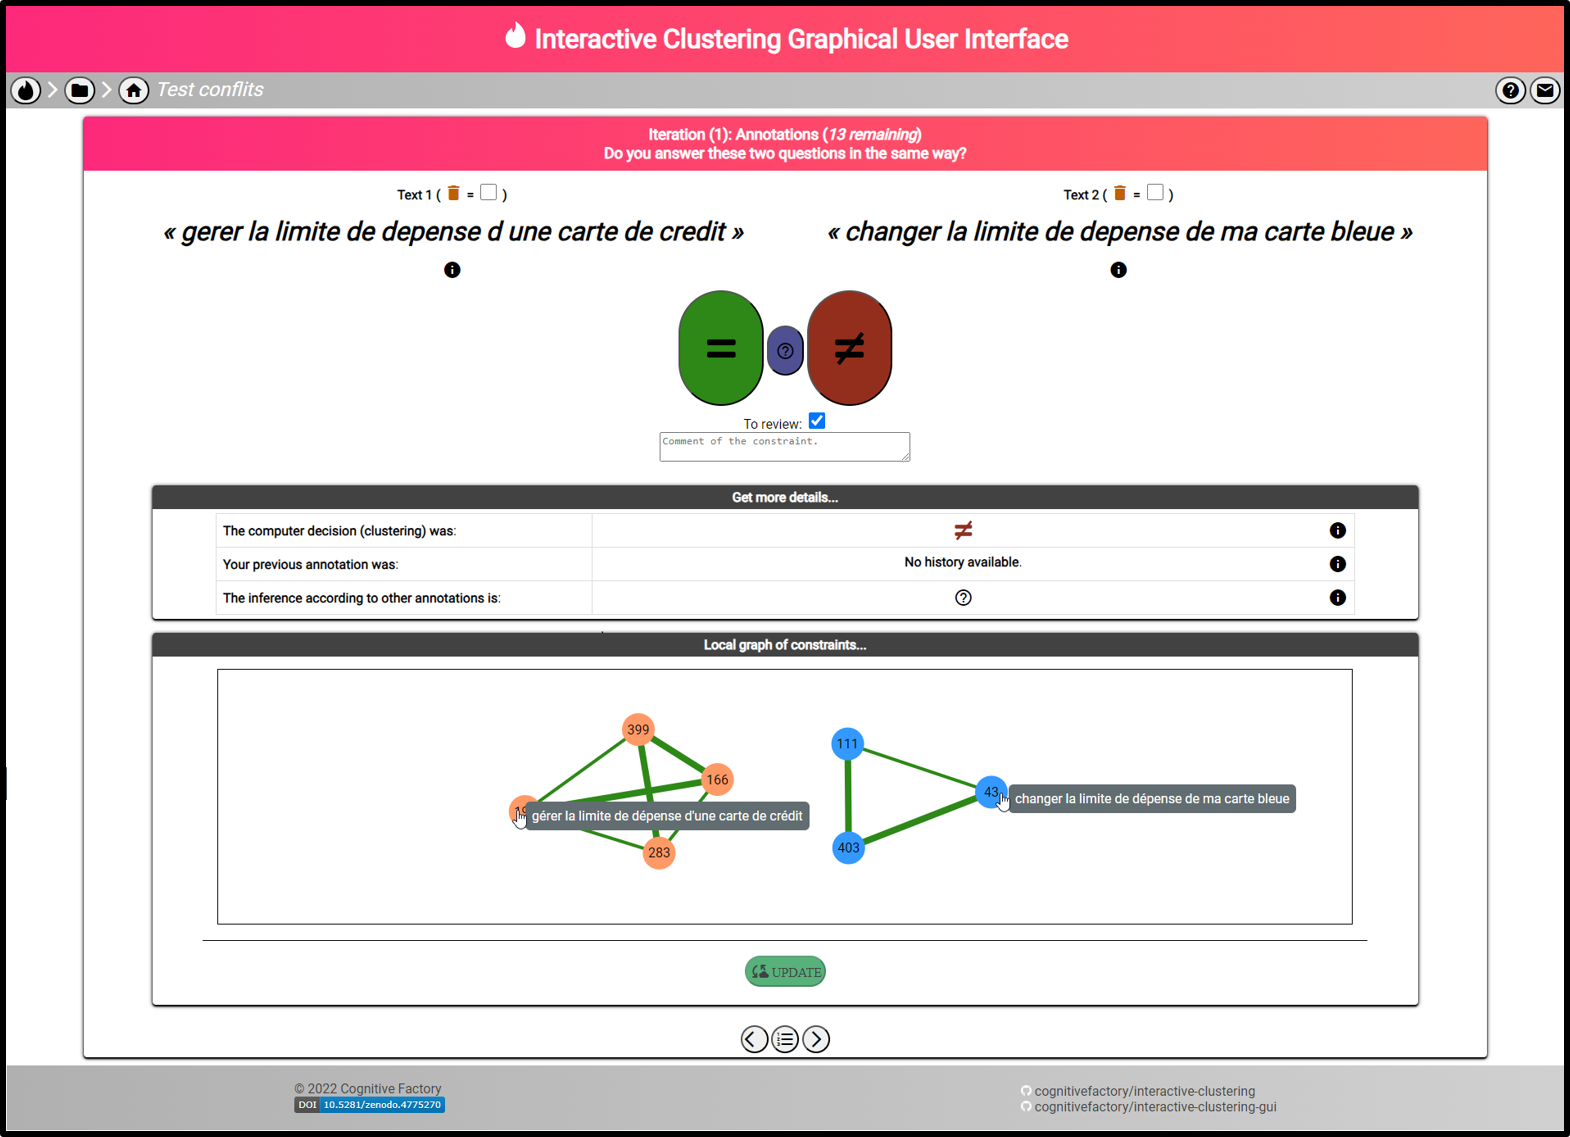 Interactive Clustering Graphical User Interface
Test conflits
Iteration (1): Annotations (13 remaining)
Do you answer these two questions in the same way?
Text 1 ( = )
Text 2 ( = )
« gerer la limite de depense d une carte de credit »
« changer la limite de depense de ma carte bleue »
= ? ≠
To review:
Comment of the constraint.
Get more details...
The computer decision (clustering) was: ≠
Your previous annotation was: No history available.
The inference according to other annotations is: ?
Local graph of constraints...
399
111
166
43
changer la limite de dépense de ma carte bleue
gérer la limite de dépense d'une carte de crédit
283
403
UPDATE
© 2022 Cognitive Factory
DOI 10.5281/zenodo.4775270
cognitivefactory/interactive-clustering
cognitivefactory/interactive-clustering-gui